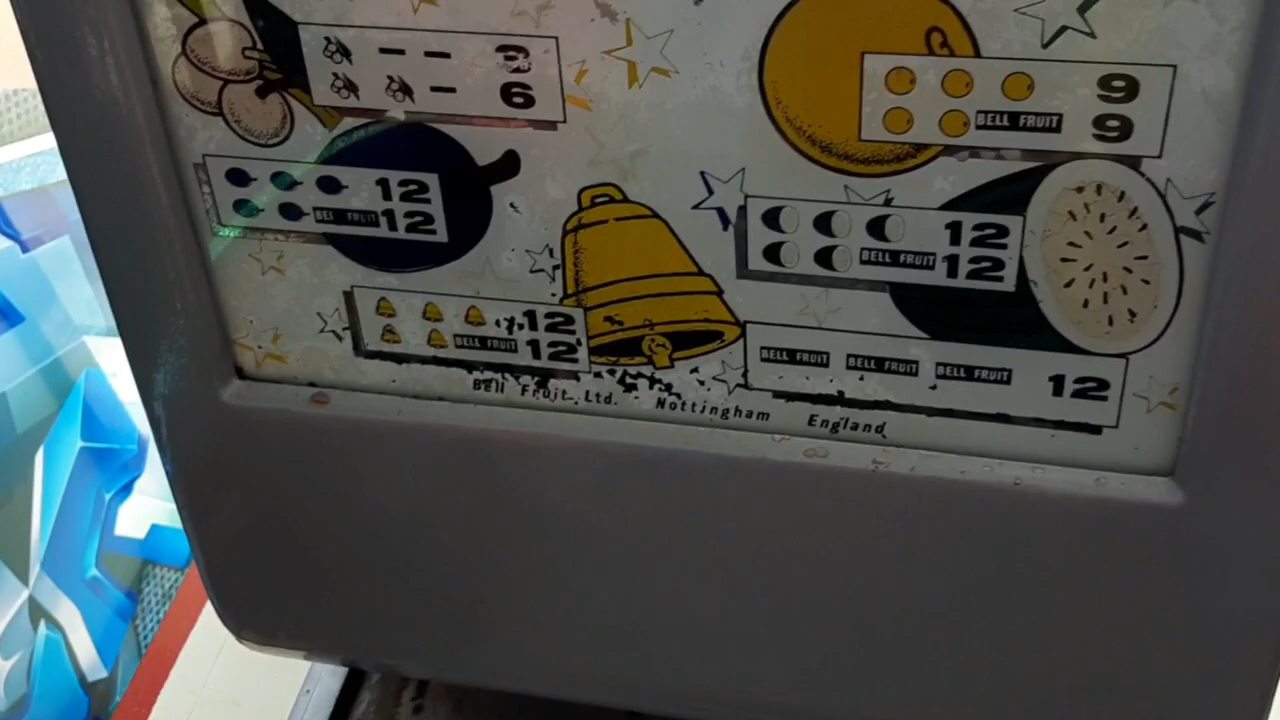 - - 3
- 6
9
BELL FRUIT 9
12
BELL FRUIT 12
12
BELL FRUIT 12
12
BELL FRUIT 12
BELL FRUIT BELL FRUIT BELL FRUIT 12
Bell Fruit Ltd. Nottingham England